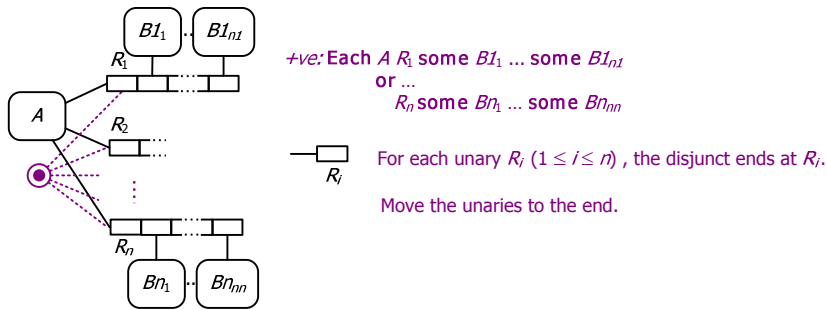 B1₁ .. B1ₙ₁
R₁
+ve: Each A R₁ some B1₁ ... some B1ₙ₁
or ...
Rₙ some Bn₁ ... some Bnₙₙ
A
R₂
Rᵢ
For each unary Rᵢ (1 ≤ i ≤ n) , the disjunct ends at Rᵢ.
Move the unaries to the end.
Rₙ
Bn₁ .. Bnₙₙ